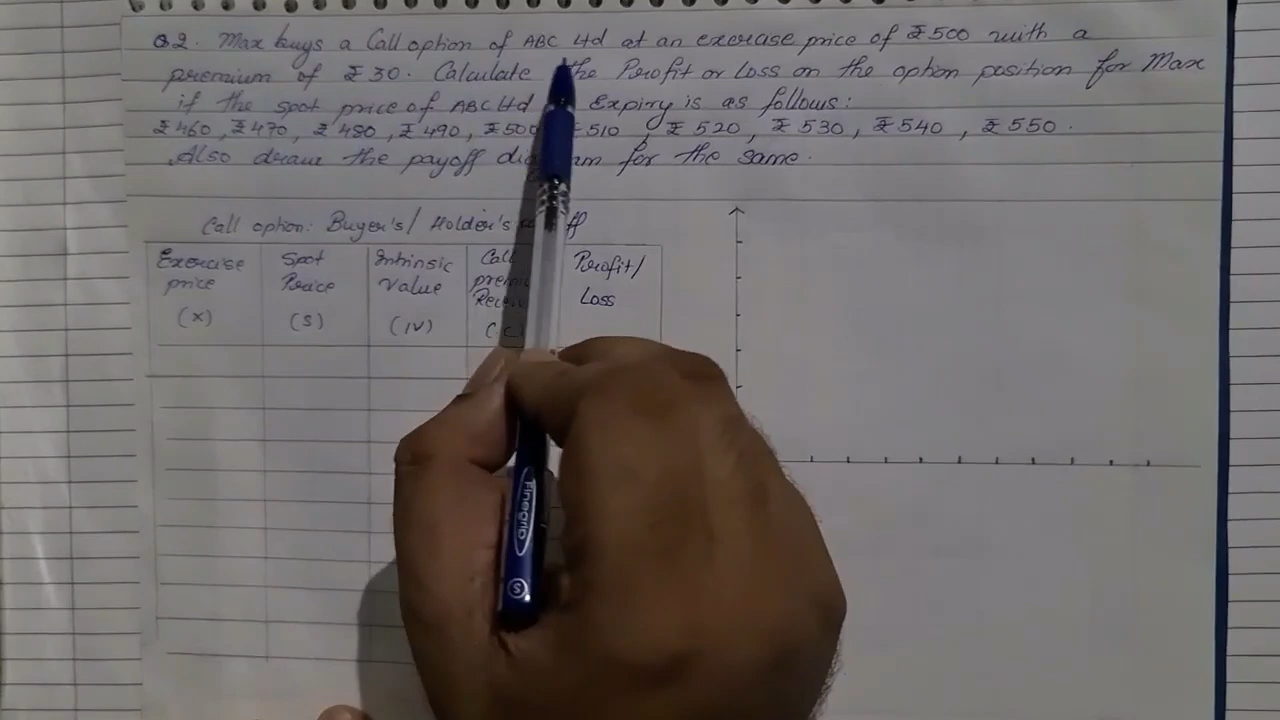 Q2. Max buys a Call option of ABC Ltd at an exercise price of ₹500 with a
premium of ₹30. Calculate the Profit or Loss on the option position for Max
if the spot price of ABC Ltd Expiry is as follows:
₹460, ₹470, ₹480, ₹490, ₹500 ₹510, ₹520, ₹530, ₹540, ₹550.
Also draw the payoff for the same.
Call option: Buyer's/ Holder's
Exercise price (X)
Spot Price (S)
Intrinsic Value (IV)
Call
Profit/ Loss
Finegrip